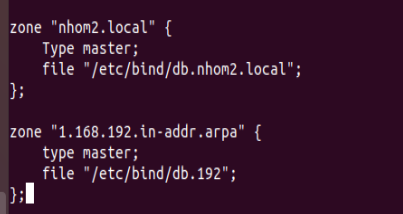 zone "nhom2.local" {
    Type master;
    file "/etc/bind/db.nhom2.local";
};

zone "1.168.192.in-addr.arpa" {
    type master;
    file "/etc/bind/db.192";
};